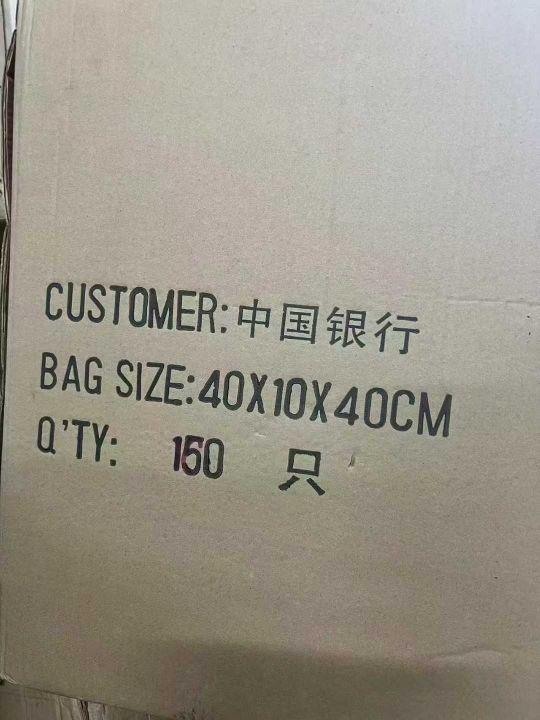 CUSTOMER:中国银行
BAG SIZE:40X10X40CM
Q'TY: 150 只